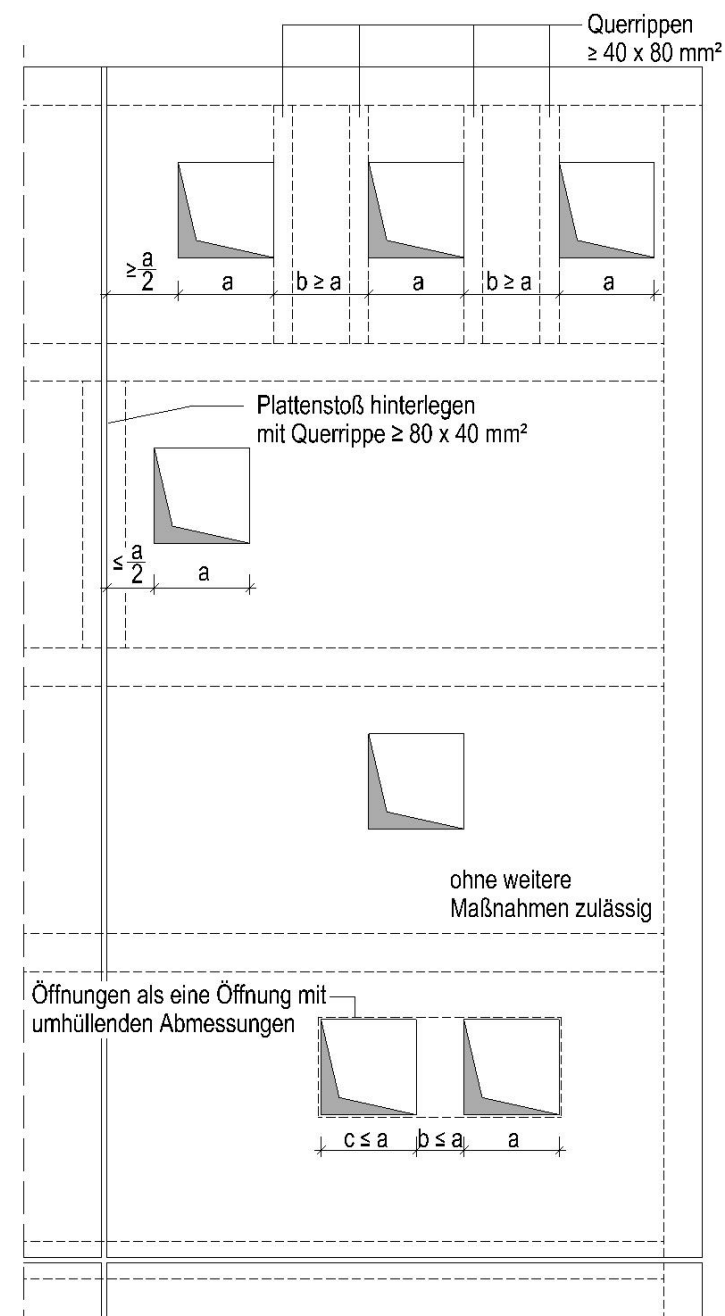 Querrippen
≥ 40 x 80 mm²
≥ a/2 a b ≥ a a b ≥ a a
Plattenstoß hinterlegen
mit Querrippe ≥ 80 x 40 mm²
≤ a/2 a
ohne weitere
Maßnahmen zulässig
Öffnungen als eine Öffnung mit
umhüllenden Abmessungen
c ≤ a b ≤ a a